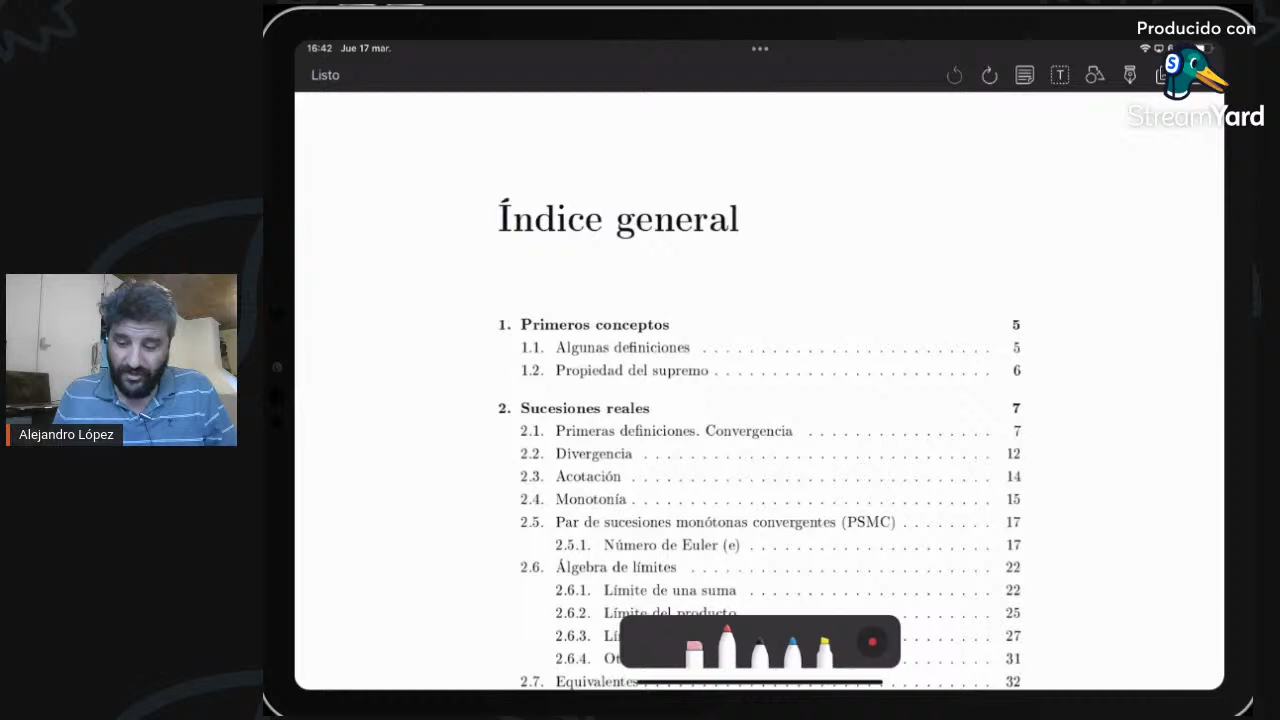 Producido con
StreamYard
S
16:42 Jue 17 mar.
Listo
T
Índice general
1. Primeros conceptos 5
1.1. Algunas definiciones . . . . . . . . . . . . . . . . . . . . . . . . 5
1.2. Propiedad del supremo . . . . . . . . . . . . . . . . . . . . . . . 6
2. Sucesiones reales 7
2.1. Primeras definiciones. Convergencia . . . . . . . . . . . . . . . 7
2.2. Divergencia . . . . . . . . . . . . . . . . . . . . . . . . . . . . 12
2.3. Acotación . . . . . . . . . . . . . . . . . . . . . . . . . . . . 14
2.4. Monotonía . . . . . . . . . . . . . . . . . . . . . . . . . . . . 15
2.5. Par de sucesiones monótonas convergentes (PSMC) . . . . . . . . 17
2.5.1. Número de Euler (e) . . . . . . . . . . . . . . . . . . . . 17
2.6. Álgebra de límites . . . . . . . . . . . . . . . . . . . . . . . . 22
2.6.1. Límite de una suma . . . . . . . . . . . . . . . . . . . . 22
2.6.2. Límite del producto . . . . . . . 25
2.6.3. . . . . . . . 27
2.6.4. . . . . . . . 31
2.7. Equivalentes . . . . . . . . . . . . . . . . . . . . . . . . . . 32
Alejandro López